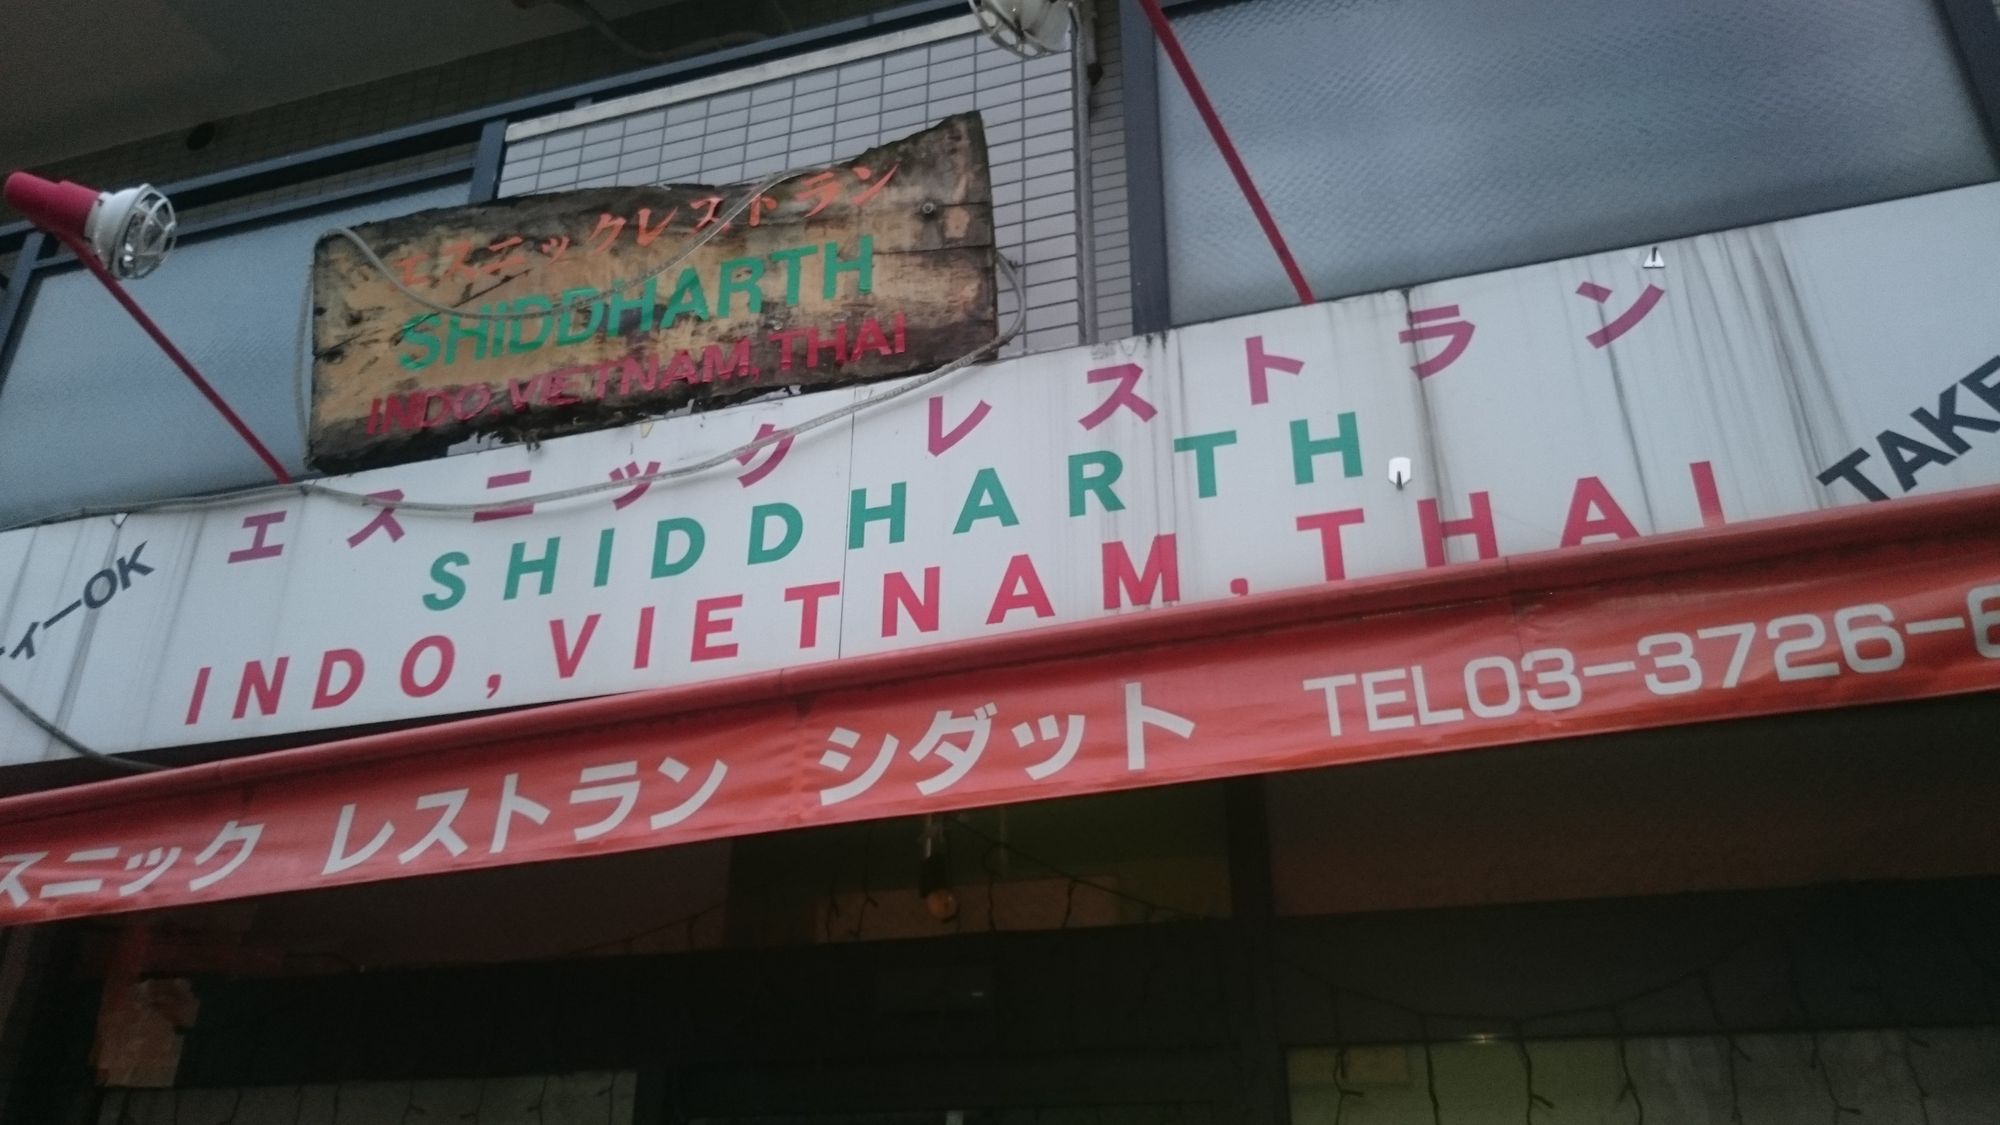 エスニックレストラン
SHIDDHARTH
INDO.VIETNAM,THAI
エスニックレストラン
SHIDDHARTH
INDO,VIETNAM,THAI
ィーOK
TAKE
スニック レストラン シダット TEL03-3726-6